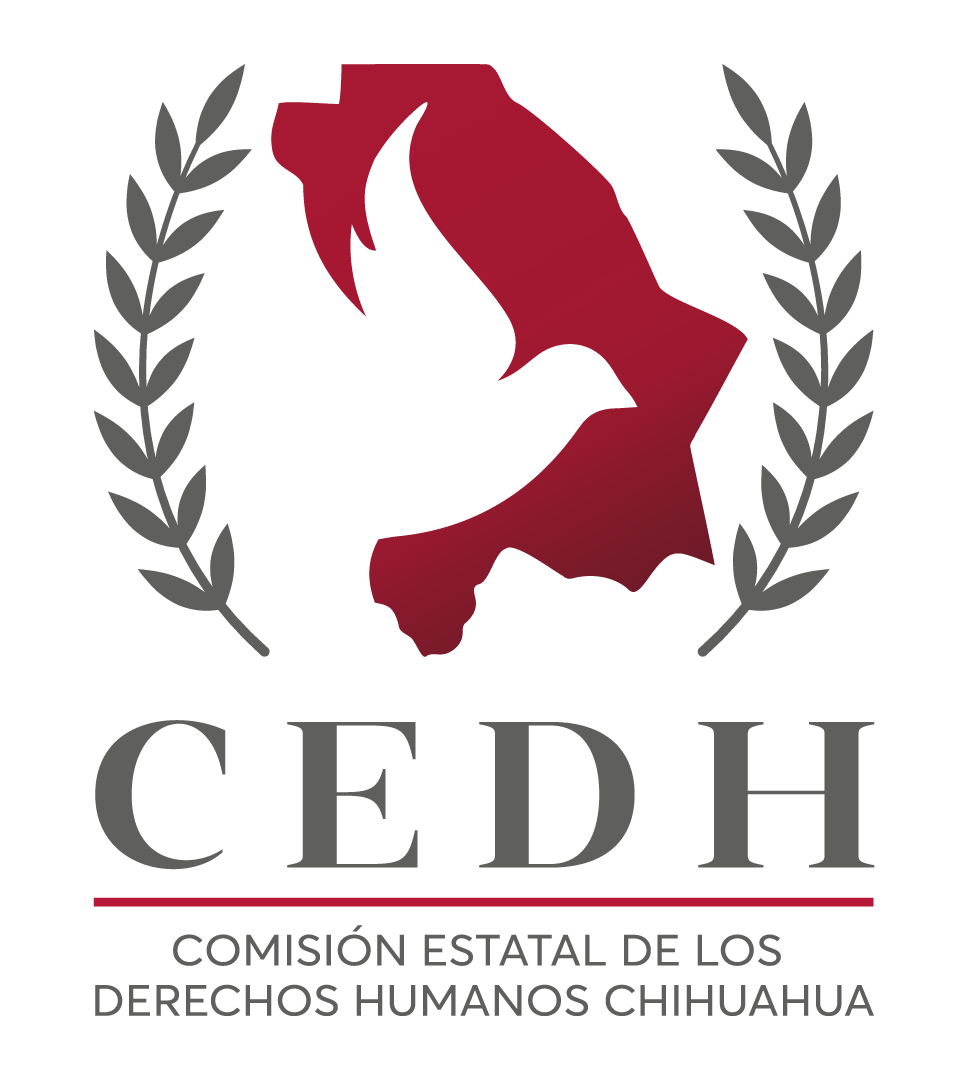 CEDH
COMISIÓN ESTATAL DE LOS
DERECHOS HUMANOS CHIHUAHUA